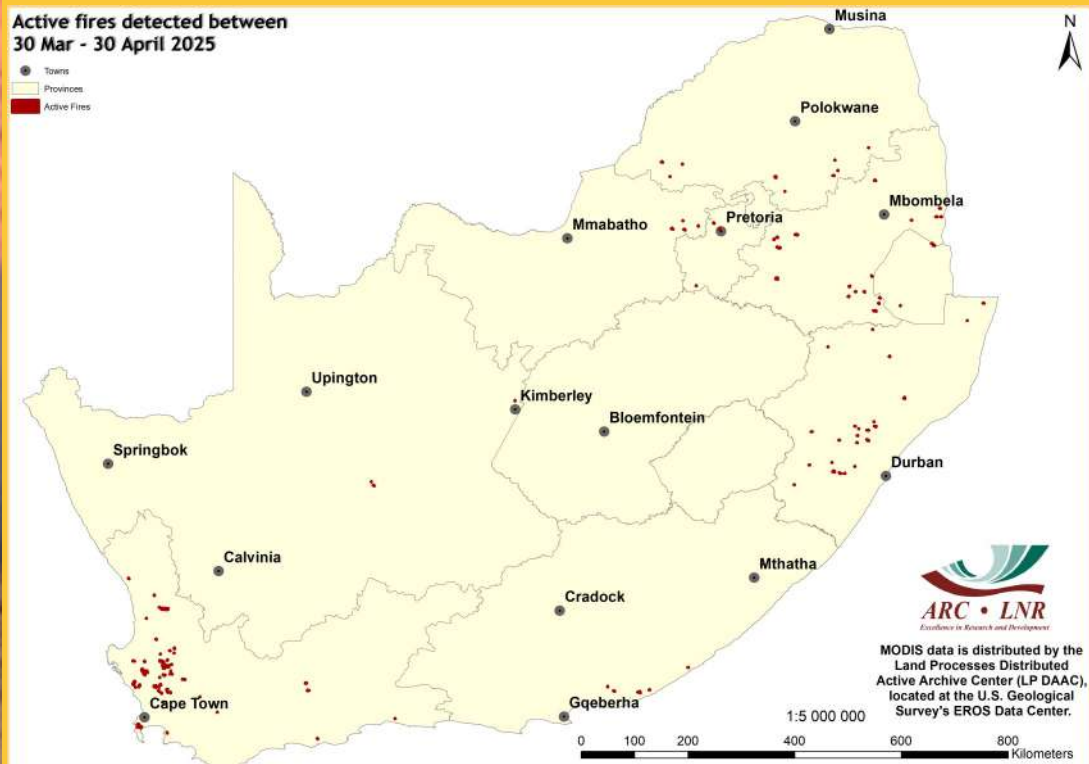 Active fires detected between
30 Mar - 30 April 2025
Towns
Provinces
Active Fires
N
Musina
Polokwane
Mbombela
Pretoria
Mmabatho
Upington
Kimberley
Bloemfontein
Springbok
Durban
Calvinia
Mthatha
Cradock
Cape Town
Gqeberha
ARC • LNR
Excellence in Research and Development
MODIS data is distributed by the
Land Processes Distributed
Active Archive Center (LP DAAC),
located at the U.S. Geological
Survey's EROS Data Center.
1:5 000 000
0 100 200 400 600 800
Kilometers